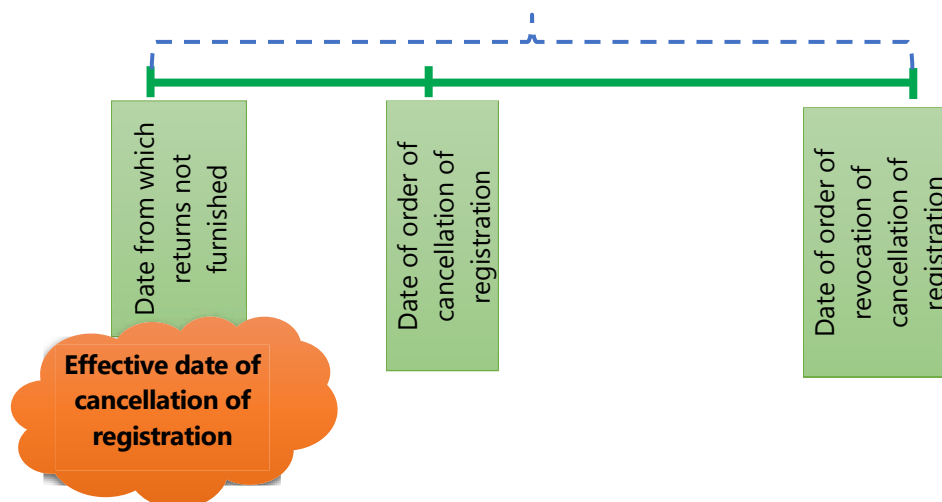 Date from which
returns not
furnished
Date of order of
cancellation of
registration
Date of order of
revocation of
cancellation of
registration
Effective date of
cancellation of
registration